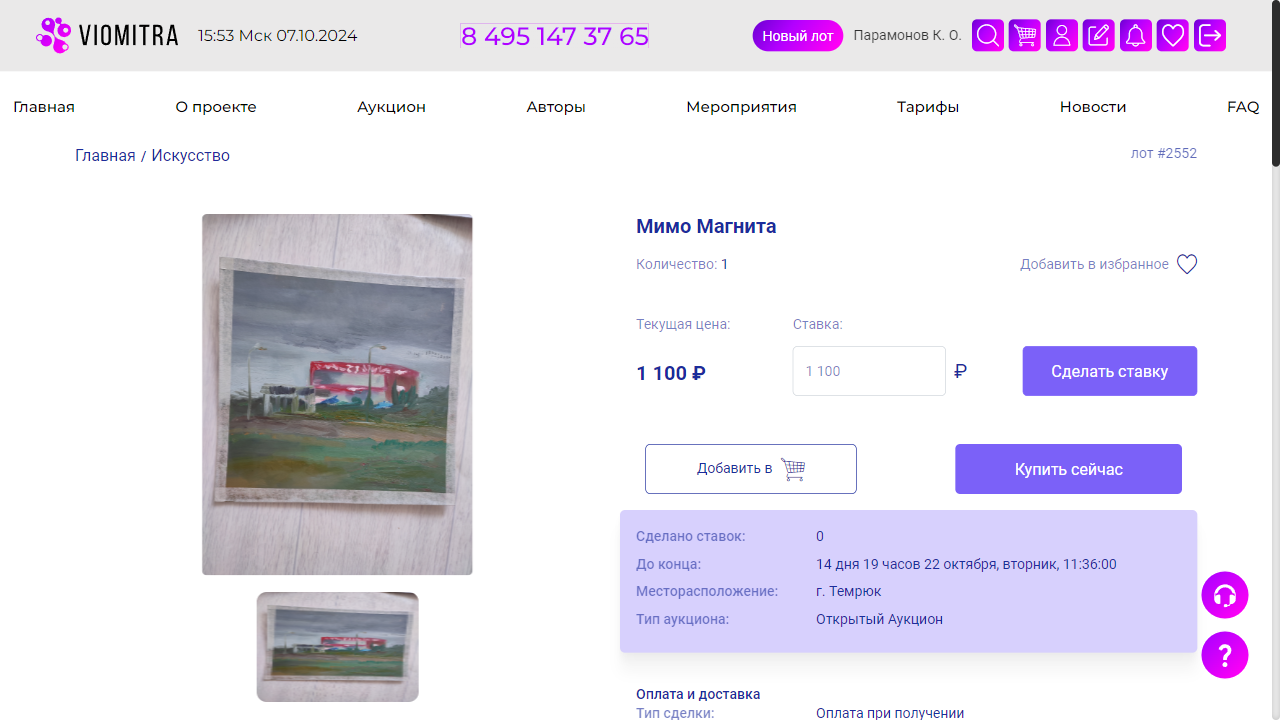 VIOMITRA 15:53 Мск 07.10.2024 8 495 147 37 65 Новый лот Парамонов К. О.
Главная О проекте Аукцион Авторы Мероприятия Тарифы Новости FAQ
Главная / Искусство лот #2552
Мимо Магнита
Количество: 1 Добавить в избранное
Текущая цена: Ставка:
1 100 ₽ 1 100 ₽ Сделать ставку
Добавить в Купить сейчас
Сделано ставок: 0
До конца: 14 дня 19 часов 22 октября, вторник, 11:36:00
Месторасположение: г. Темрюк
Тип аукциона: Открытый Аукцион
?
Оплата и доставка
Тип сделки: Оплата при получении